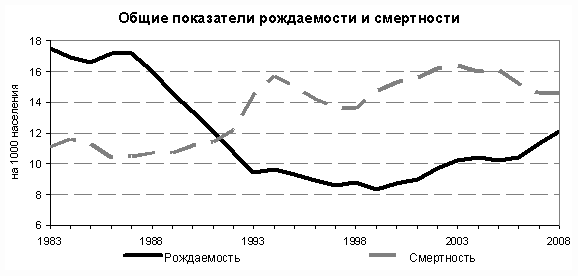 Общие показатели рождаемости и смертности
на 1000 населения
18
16
14
12
10
8
6
1983 1988 1993 1998 2003 2008
Рождаемость Смертность